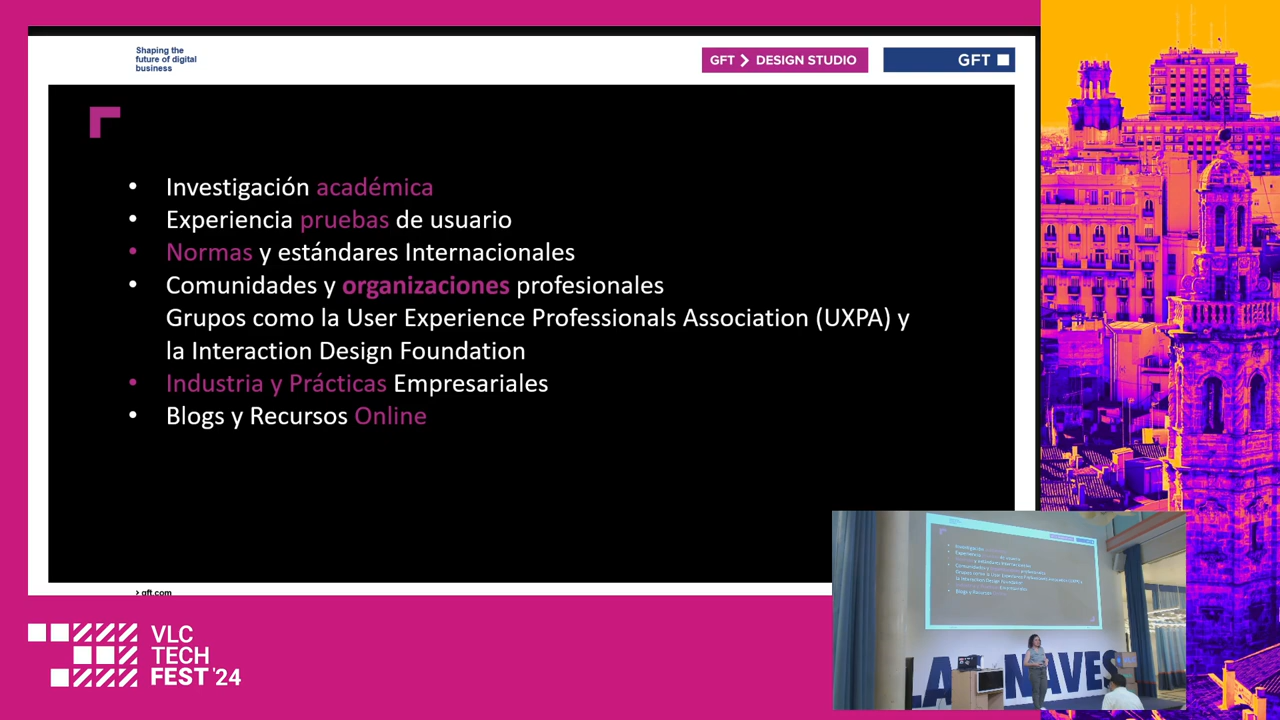 Shaping the
future of digital
business
GFT DESIGN STUDIO
GFT
• Investigación académica
• Experiencia pruebas de usuario
• Normas y estándares Internacionales
• Comunidades y organizaciones profesionales
Grupos como la User Experience Professionals Association (UXPA) y
la Interaction Design Foundation
• Industria y Prácticas Empresariales
• Blogs y Recursos Online
> gft.com
VLC
TECH
FEST '24
LA NAVES